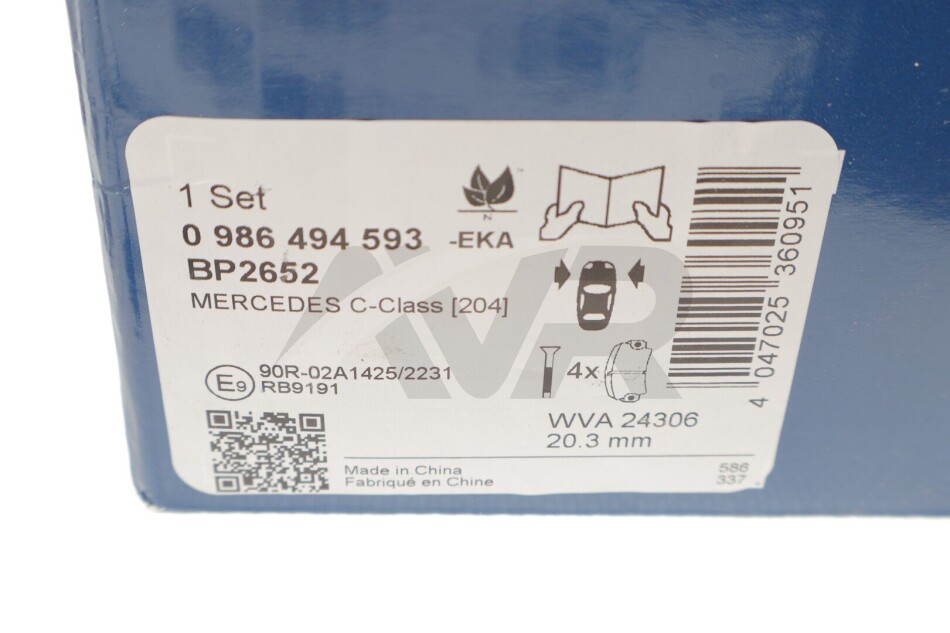 1 Set
0 986 494 593 -EKA
BP2652
MERCEDES C-Class [204]
N
E9 90R-02A1425/2231
RB9191
4x
WVA 24306
20.3 mm
Made in China
Fabriqué en Chine
586
337
4 047025 360951
VR